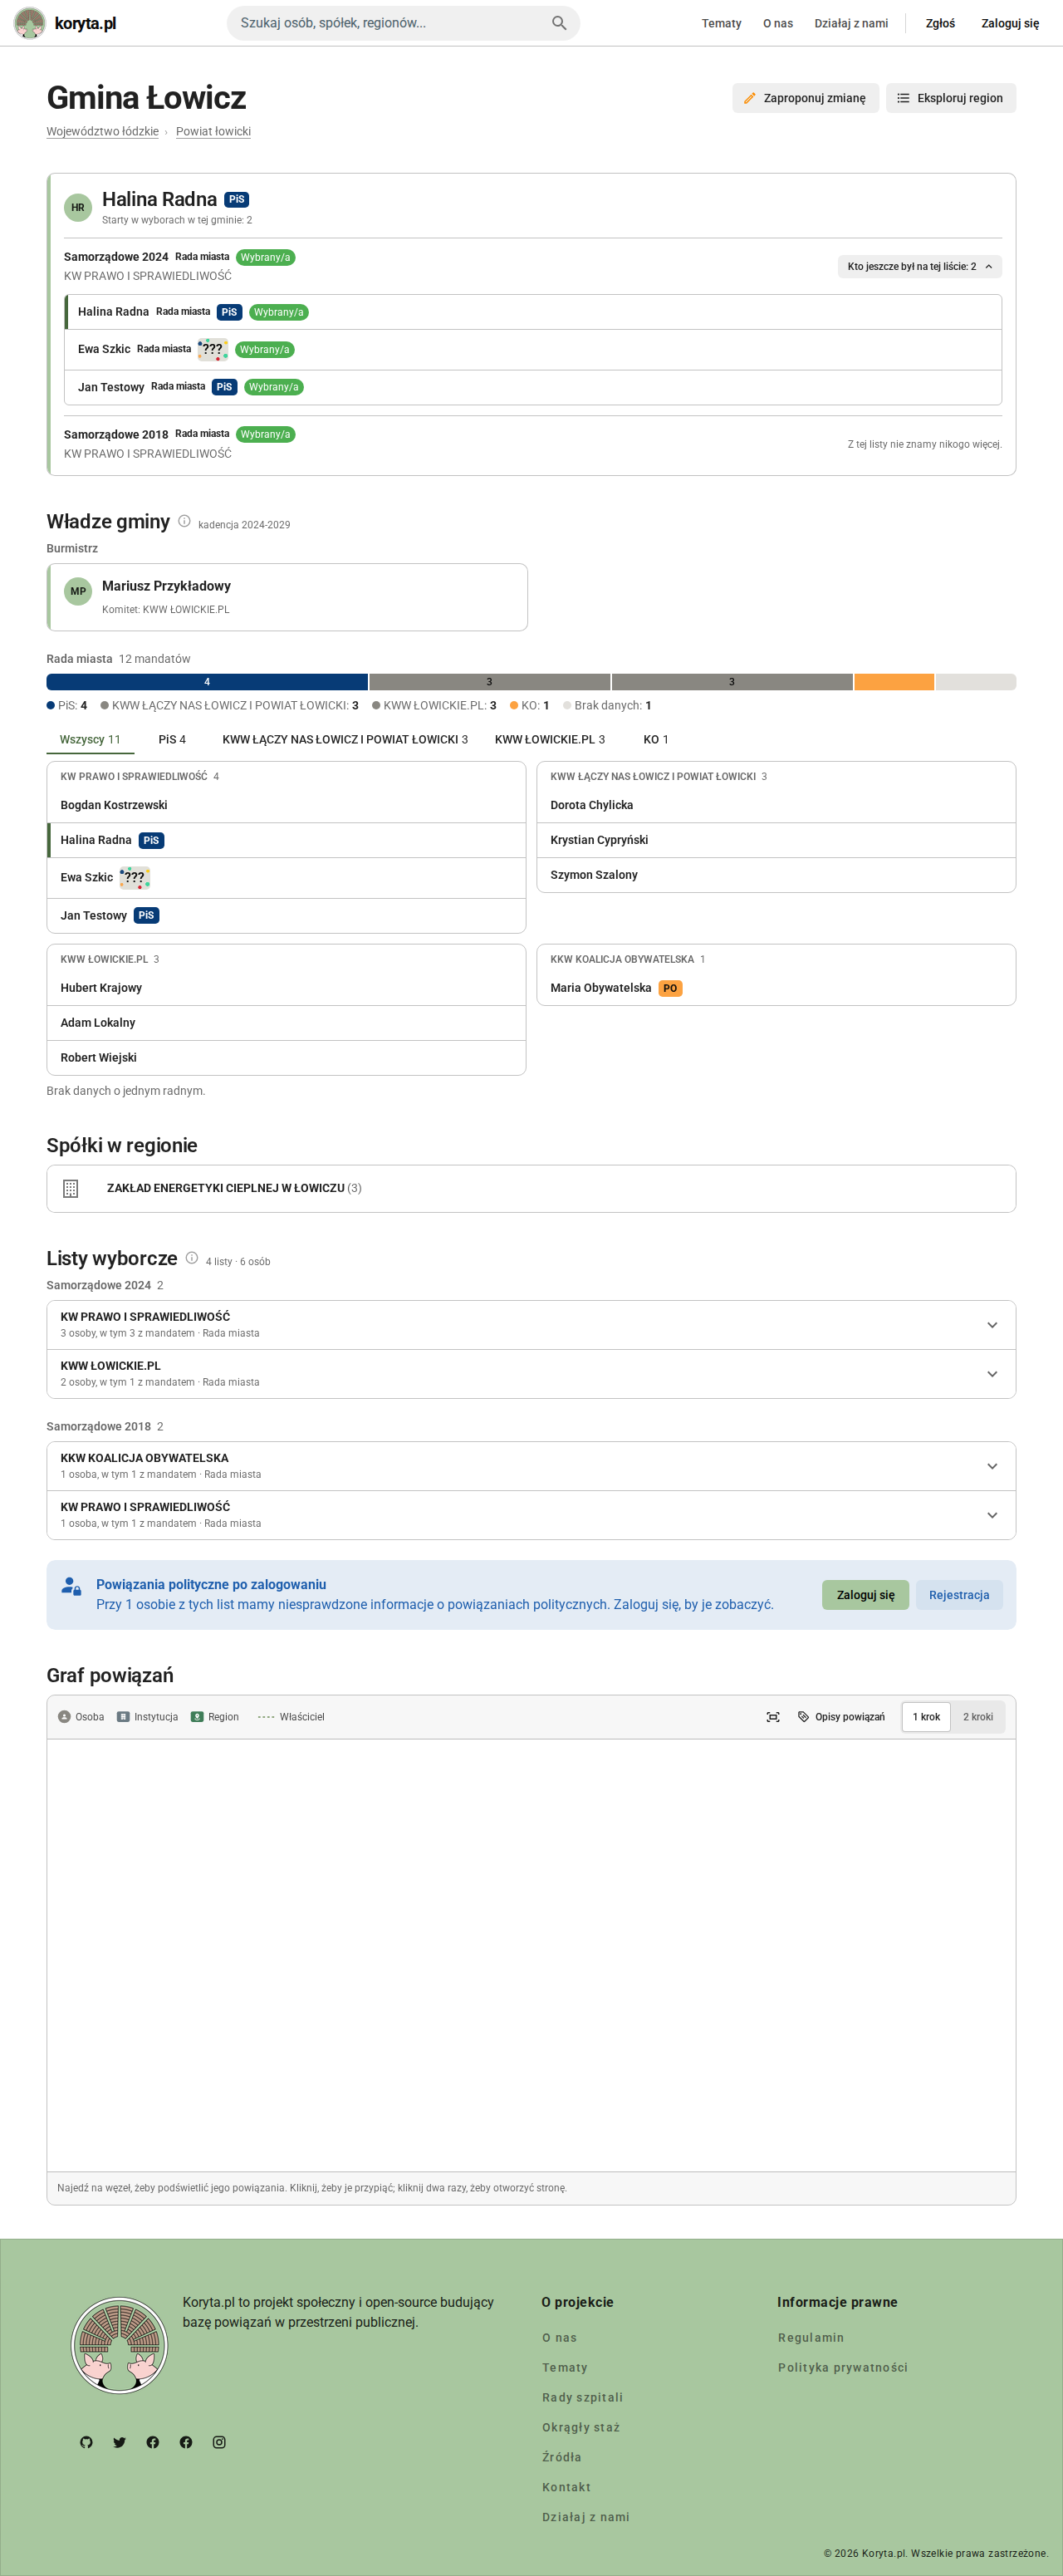 koryta.pl
Szukaj osób, spółek, regionów...
Tematy
O nas
Działaj z nami
Zgłoś
Zaloguj się
Gmina Łowicz
Zaproponuj zmianę
Eksploruj region
Województwo łódzkie › Powiat łowicki
HR
Halina Radna PiS
Starty w wyborach w tej gminie: 2
Samorządowe 2024 Rada miasta Wybrany/a
KW PRAWO I SPRAWIEDLIWOŚĆ
Kto jeszcze był na tej liście: 2
Halina Radna Rada miasta PiS Wybrany/a
Ewa Szkic Rada miasta ??? Wybrany/a
Jan Testowy Rada miasta PiS Wybrany/a
Samorządowe 2018 Rada miasta Wybrany/a
KW PRAWO I SPRAWIEDLIWOŚĆ
Z tej listy nie znamy nikogo więcej.
Władze gminy kadencja 2024-2029
Burmistrz
MP
Mariusz Przykładowy
Komitet: KWW ŁOWICKIE.PL
Rada miasta 12 mandatów
4 3 3
PiS: 4 KWW ŁĄCZY NAS ŁOWICZ I POWIAT ŁOWICKI: 3 KWW ŁOWICKIE.PL: 3 KO: 1 Brak danych: 1
Wszyscy 11 PiS 4 KWW ŁĄCZY NAS ŁOWICZ I POWIAT ŁOWICKI 3 KWW ŁOWICKIE.PL 3 KO 1
KW PRAWO I SPRAWIEDLIWOŚĆ 4
Bogdan Kostrzewski
Halina Radna PiS
Ewa Szkic ???
Jan Testowy PiS
KWW ŁĄCZY NAS ŁOWICZ I POWIAT ŁOWICKI 3
Dorota Chylicka
Krystian Cypryński
Szymon Szalony
KWW ŁOWICKIE.PL 3
Hubert Krajowy
Adam Lokalny
Robert Wiejski
KKW KOALICJA OBYWATELSKA 1
Maria Obywatelska PO
Brak danych o jednym radnym.
Spółki w regionie
ZAKŁAD ENERGETYKI CIEPLNEJ W ŁOWICZU (3)
Listy wyborcze 4 listy · 6 osób
Samorządowe 2024 2
KW PRAWO I SPRAWIEDLIWOŚĆ
3 osoby, w tym 3 z mandatem · Rada miasta
KWW ŁOWICKIE.PL
2 osoby, w tym 1 z mandatem · Rada miasta
Samorządowe 2018 2
KKW KOALICJA OBYWATELSKA
1 osoba, w tym 1 z mandatem · Rada miasta
KW PRAWO I SPRAWIEDLIWOŚĆ
1 osoba, w tym 1 z mandatem · Rada miasta
Powiązania polityczne po zalogowaniu
Przy 1 osobie z tych list mamy niesprawdzone informacje o powiązaniach politycznych. Zaloguj się, by je zobaczyć.
Zaloguj się
Rejestracja
Graf powiązań
Osoba Instytucja Region Właściciel
Opisy powiązań
1 krok
2 kroki
Najedź na węzeł, żeby podświetlić jego powiązania. Kliknij, żeby je przypiąć; kliknij dwa razy, żeby otworzyć stronę.
Koryta.pl to projekt społeczny i open-source budujący
bazę powiązań w przestrzeni publicznej.
O projekcie
O nas
Tematy
Rady szpitali
Okrągły staż
Źródła
Kontakt
Działaj z nami
Informacje prawne
Regulamin
Polityka prywatności
© 2026 Koryta.pl. Wszelkie prawa zastrzeżone.